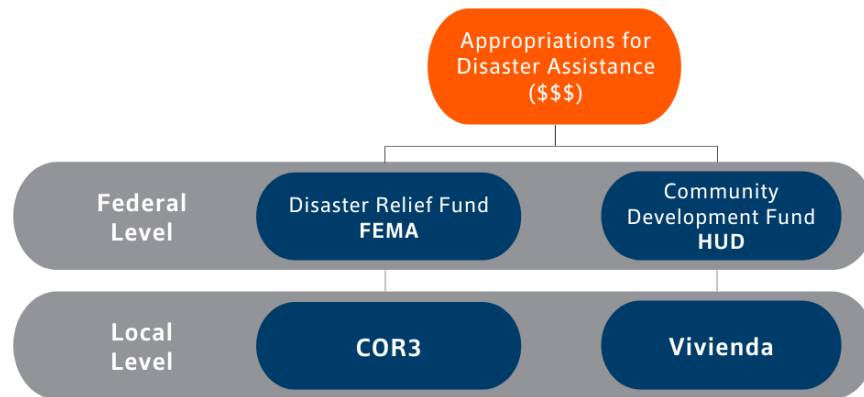 Appropriations for
Disaster Assistance
($$$)
Federal
Level
Disaster Relief Fund
FEMA
Community
Development Fund
HUD
Local
Level
COR3
Vivienda